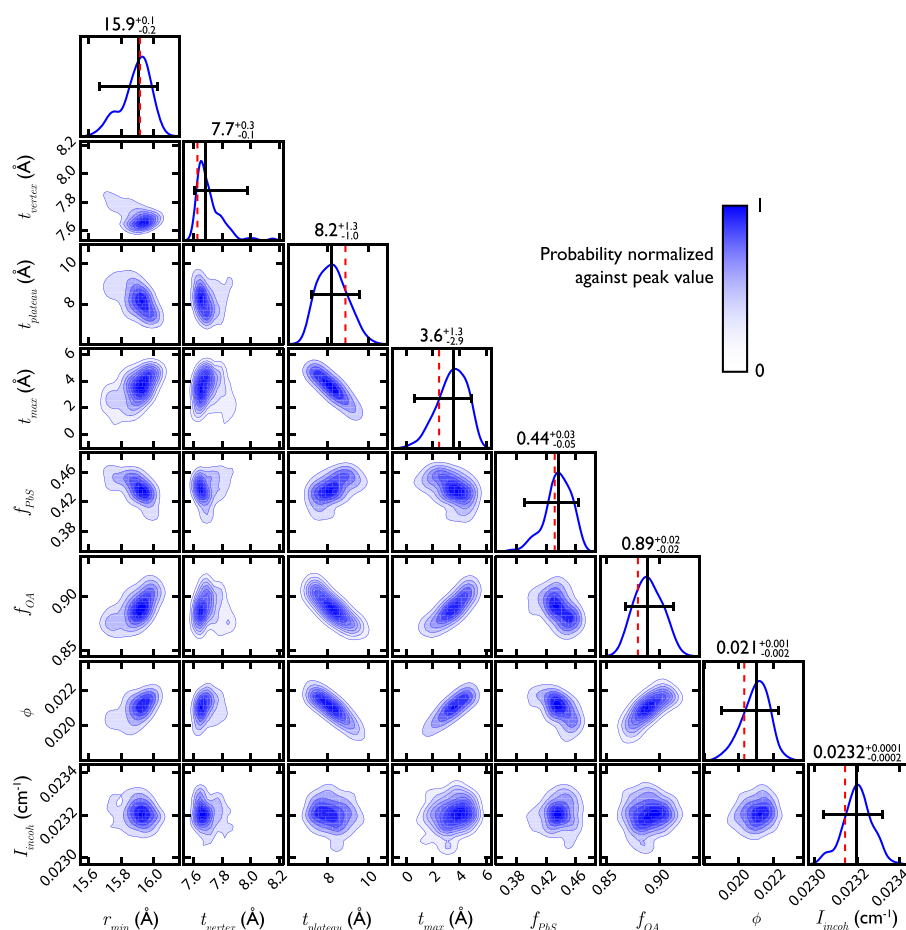 15.9+0.1-0.2
7.7+0.3-0.1
8.2
8.0
7.8
7.6
t_vertex (Å)
8.2+1.3-1.0
10
8
t_plateau (Å)
Probability normalized
against peak value
1
0
3.6+1.3-2.9
6
4
2
0
t_max (Å)
0.44+0.03-0.05
0.46
0.42
0.38
f_PhS
0.89+0.02-0.02
0.90
0.85
f_OA
0.021+0.001-0.002
0.022
0.020
ϕ
0.0232+0.0001-0.0002
0.0234
0.0232
0.0230
I_incoh (cm-1)
15.6 15.8 16.0 7.6 7.8 8.0 8.2 8 10 0 2 4 6 0.38 0.42 0.46 0.85 0.90 0.020 0.022 0.0230 0.0232 0.0234
r_min (Å) t_vertex (Å) t_plateau (Å) t_max (Å) f_PhS f_OA ϕ I_incoh (cm-1)